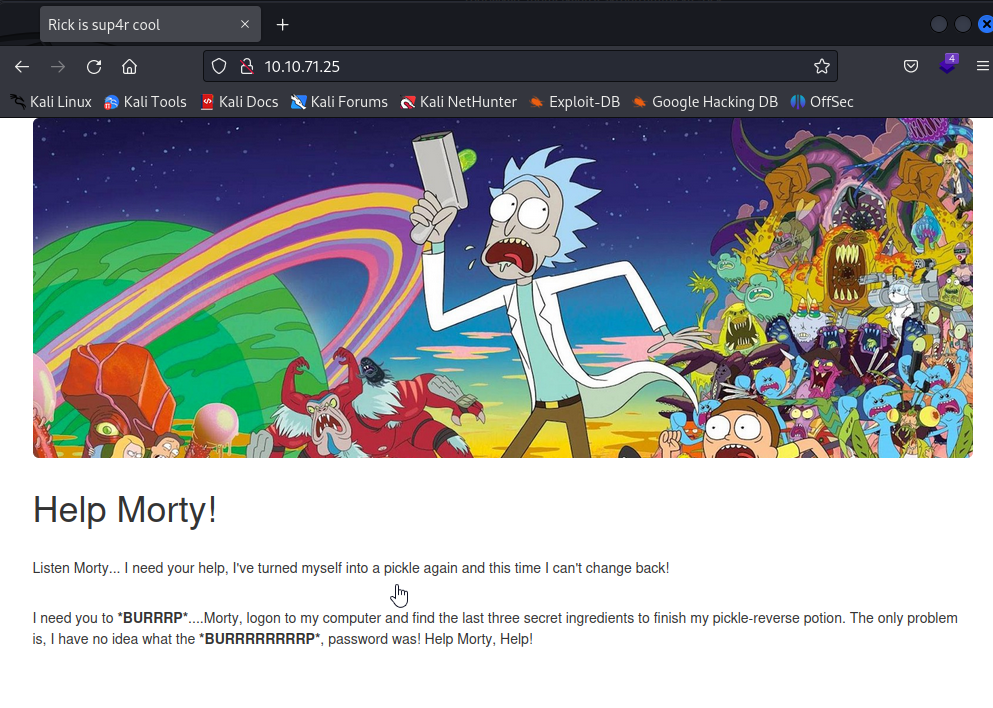 Rick is sup4r cool
10.10.71.25
4
Kali Linux Kali Tools Kali Docs Kali Forums Kali NetHunter Exploit-DB Google Hacking DB OffSec
Help Morty!
Listen Morty... I need your help, I've turned myself into a pickle again and this time I can't change back!
I need you to *BURRRP*....Morty, logon to my computer and find the last three secret ingredients to finish my pickle-reverse potion. The only problem
is, I have no idea what the *BURRRRRRRRP*, password was! Help Morty, Help!